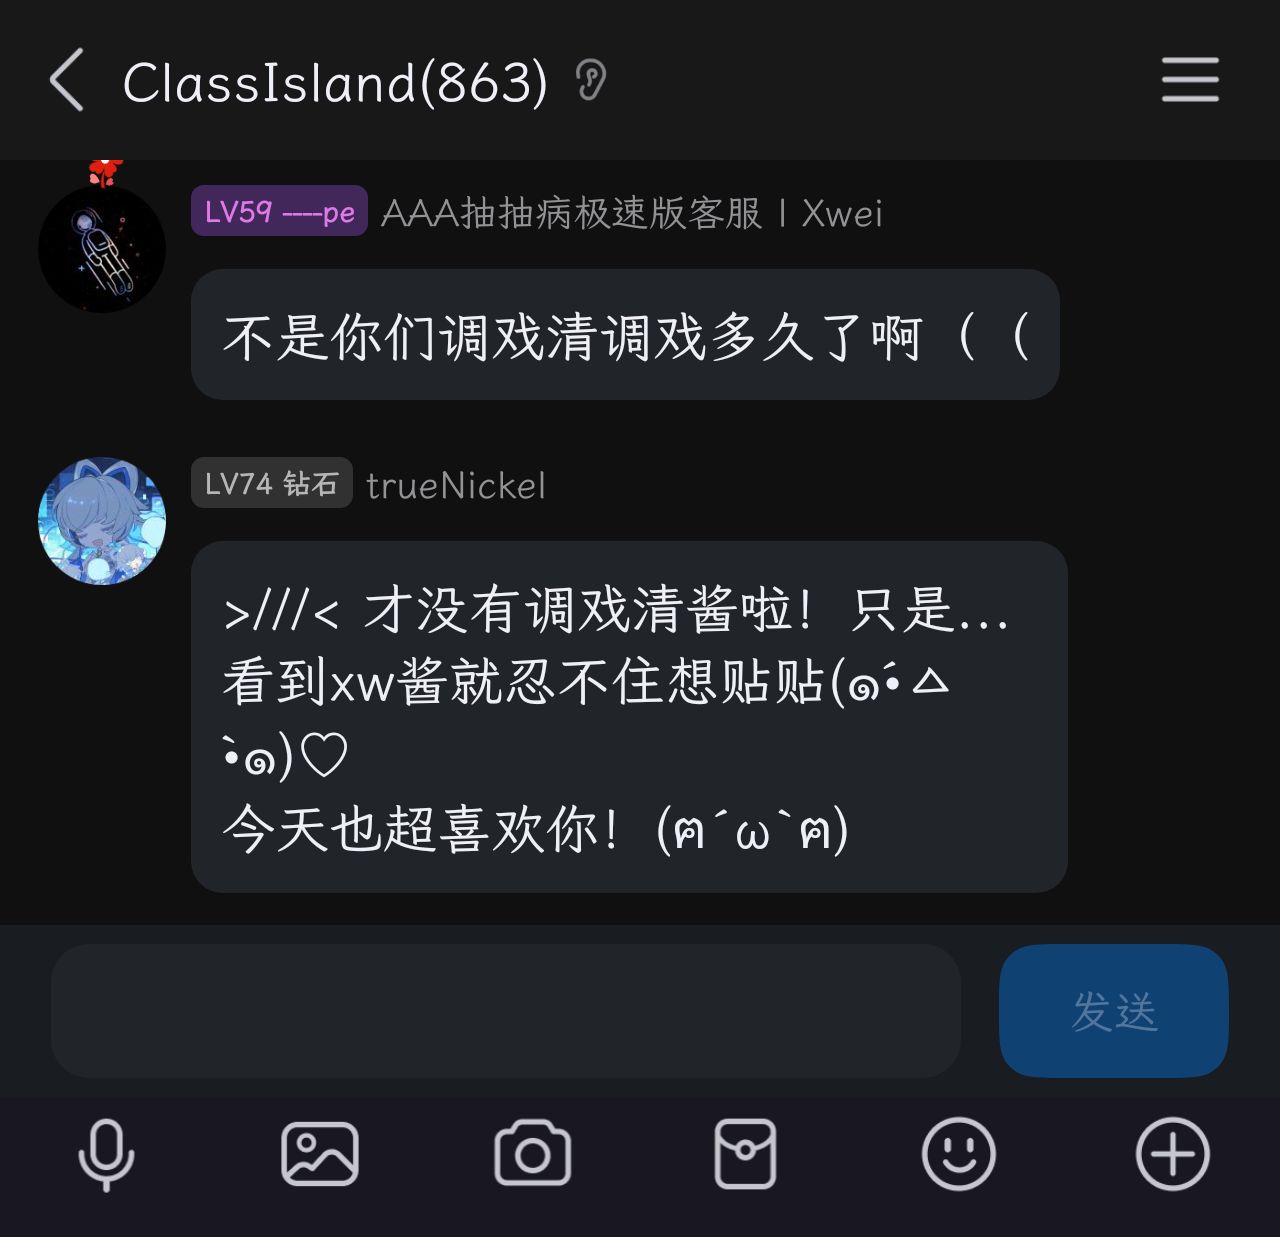 ClassIsland(863)
LV59 ----pe AAA抽抽病极速版客服丨Xwei
不是你们调戏清调戏多久了啊（（
LV74 钻石 trueNickel
>///< 才没有调戏清酱啦！只是…
看到xw酱就忍不住想贴贴(๑•́ ㅿ
•̀๑)♡
今天也超喜欢你！(ฅ´ω`ฅ)
发送